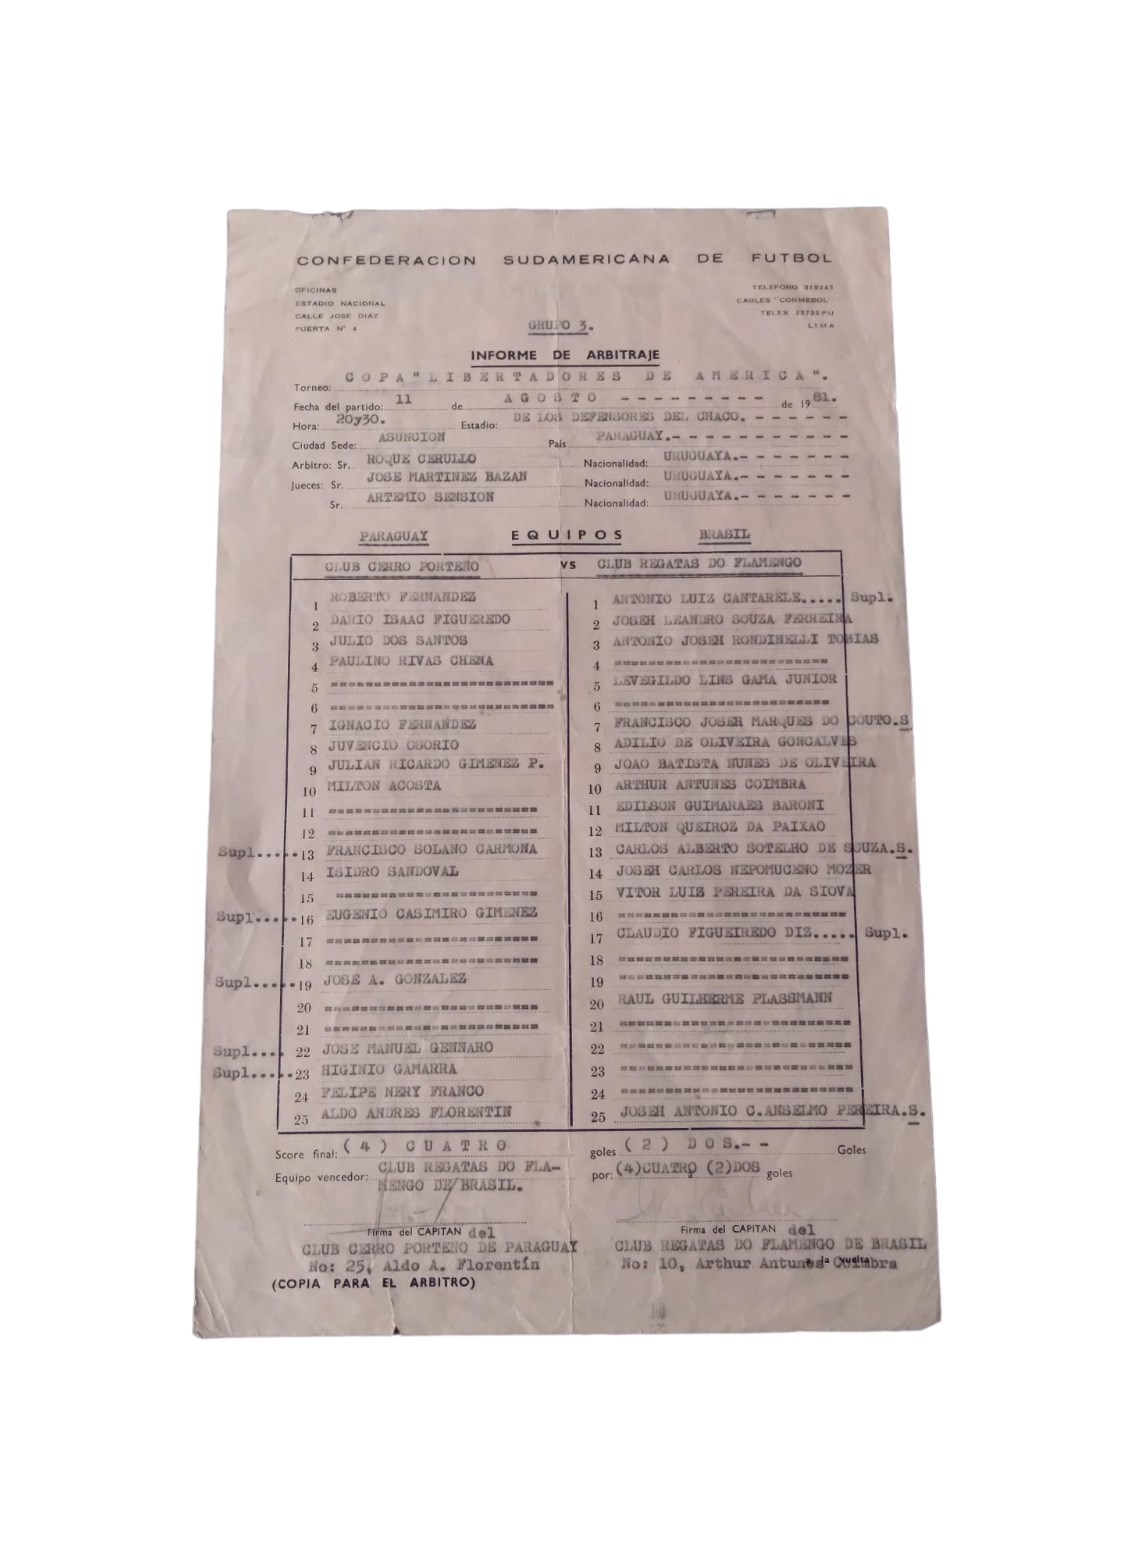 CONFEDERACION SUDAMERICANA DE FUTBOL
OFICINAS
ESTADIO NACIONAL
CALLE JOSE DIAZ
PUERTA Nº 4
TELEFONO 319243
CABLES "CONMEBOL"
TELEX 25752 PU
LIMA
GRUPO 3.
INFORME DE ARBITRAJE
Torneo: COPA "LIBERTADORES DE AMERICA".
Fecha del partido: 11 de AGOSTO - - - - - - - - - de 1981.
Hora: 20y30. Estadio: DE LOS DEFENSORES DEL CHACO. - - - - - -
Ciudad Sede: ASUNCION País PARAGUAY.- - - - - - - - - - -
Arbitro: Sr. ROQUE CERULLO Nacionalidad: URUGUAYA.- - - - - - -
Jueces: Sr. JOSE MARTINEZ BAZAN Nacionalidad: URUGUAYA.- - - - - - -
Sr. ARTEMIO SENSION Nacionalidad: URUGUAYA.- - - - - - -
PARAGUAY EQUIPOS BRASIL
CLUB CERRO PORTEÑO VS CLUB REGATAS DO FLAMENGO
1 ROBERTO FERNANDEZ 1 ANTONIO LUIZ CANTARELE..... Supl.
2 DARIO ISAAC FIGUEREDO 2 JOSEH LEANDRO SOUZA FERREIRA
3 JULIO DOS SANTOS 3 ANTONIO JOSEH RONDINELLI TOBIAS
4 PAULINO RIVAS CHENA 4 ========================
5 ========================= 5 LEVEGILDO LINS GAMA JUNIOR
6 ========================= 6 ========================
7 IGNACIO FERNANDEZ 7 FRANCISCO JOSEH MARQUES DO COUTO.S
8 JUVENCIO OSORIO 8 ADILIO DE OLIVEIRA GONCALVES
9 JULIAN RICARDO GIMENEZ P. 9 JOAO BATISTA NUNES DE OLIVEIRA
10 MILTON ACOSTA 10 ARTHUR ANTUNES COIMBRA
11 ======================== 11 EDILSON GUIMARAES BARONI
12 ======================== 12 MILTON QUEIROZ DA PAIXAO
Supl.....13 FRANCISCO SOLANO CARMONA 13 CARLOS ALBERTO SOTELHO DE SOUZA.S.
14 ISIDRO SANDOVAL 14 JOSEH CARLOS NEPOMUCENO MOZER
15 ======================= 15 VITOR LUIS PEREIRA DA SIOVA
Supl.....16 EUGENIO CASIMIRO GIMENEZ 16 ==========================
17 ======================== 17 CLAUDIO FIGUEIREDO DIZ..... Supl.
18 ======================== 18 ==========================
Supl.....19 JOSE A. GONZALEZ 19 ==========================
20 ======================== 20 RAUL GUILHERME PLASSMANN
21 ======================== 21 ==========================
Supl.... 22 JOSE MANUEL GENNARO 22 ==========================
Supl.....23 HIGINIO GAMARRA 23 ==========================
24 FELIPE NERY FRANCO 24 ==========================
25 ALDO ANDRES FLORENTIN 25 JOSEH ANTONIO C.ANSELMO PEREIRA.S.
Score final: (4) CUATRO goles (2) DOS.-- Goles
Equipo vencedor: CLUB REGATAS DO FLA- por: (4)CUATRO (2)DOS goles
MENGO DE BRASIL.
Firma del CAPITAN del Firma del CAPITAN del
CLUB CERRO PORTEÑO DE PARAGUAY CLUB REGATAS DO FLAMENGO DE BRASIL
No: 25, Aldo A. Florentín No: 10, Arthur Antunes Coimbra
(COPIA PARA EL ARBITRO)